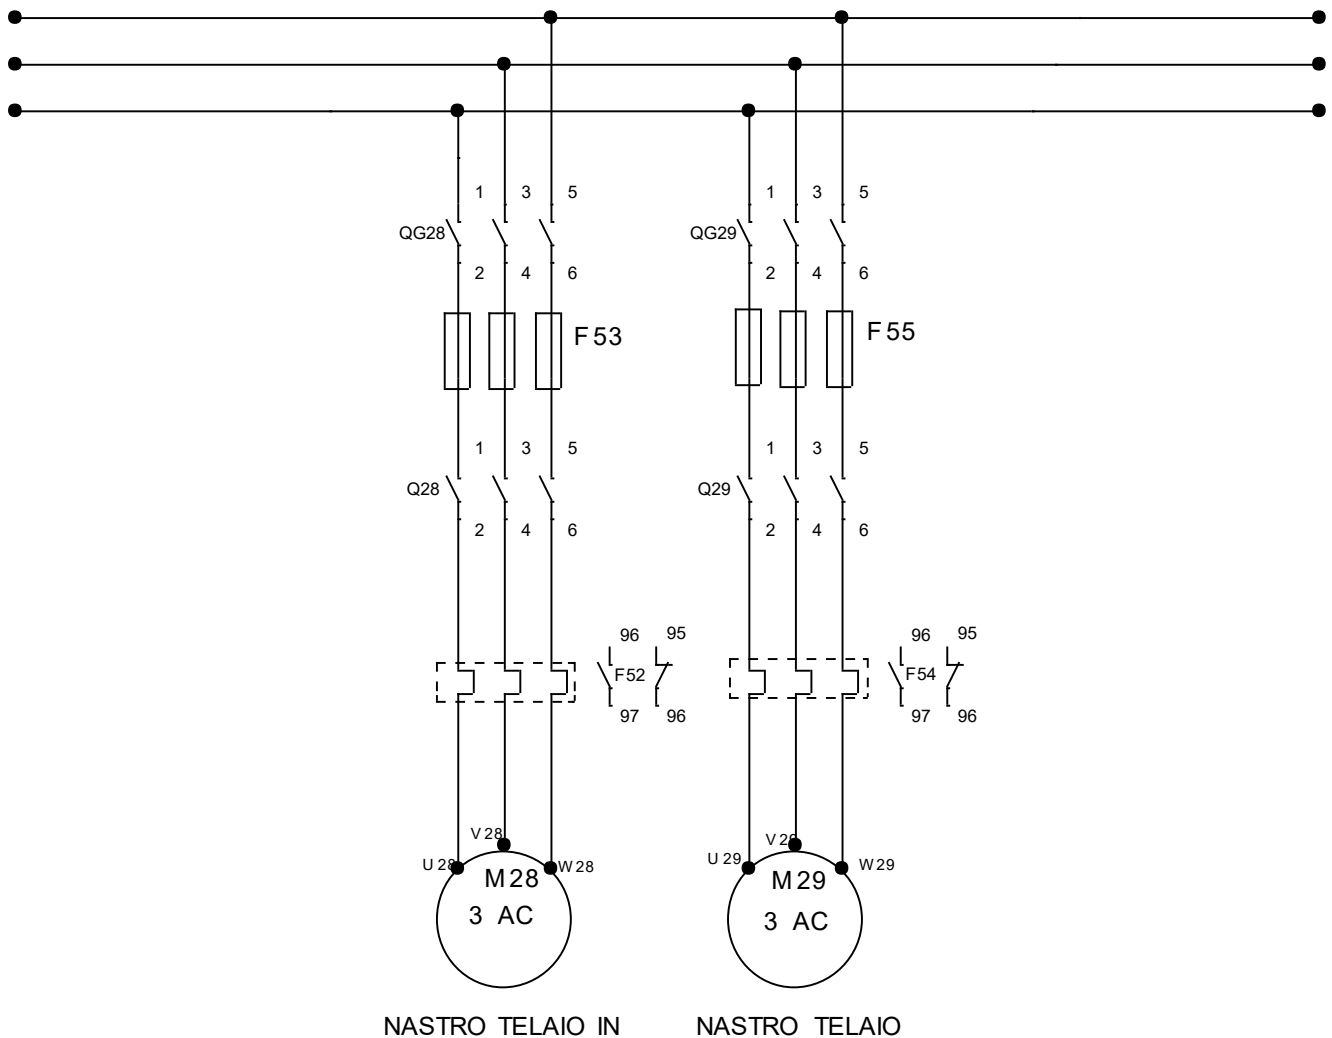 1 3 5 1 3 5
QG28 QG29
2 4 6 2 4 6
F53 F55
1 3 5 1 3 5
Q28 Q29
2 4 6 2 4 6
96 95 96 95
F52 F54
97 96 97 96
V28 V29
U28 W28 U29 W29
M28 M29
3 AC 3 AC
NASTRO TELAIO IN NASTRO TELAIO